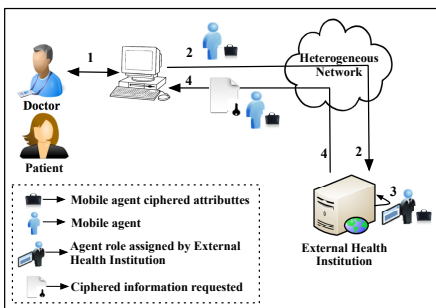 1
2
4
Heterogeneous
Network
Doctor
Patient
4
2
3
External Health
Institution
Mobile agent ciphered attributtes
Mobile agent
Agent role assigned by External
Health Institution
Ciphered information requested